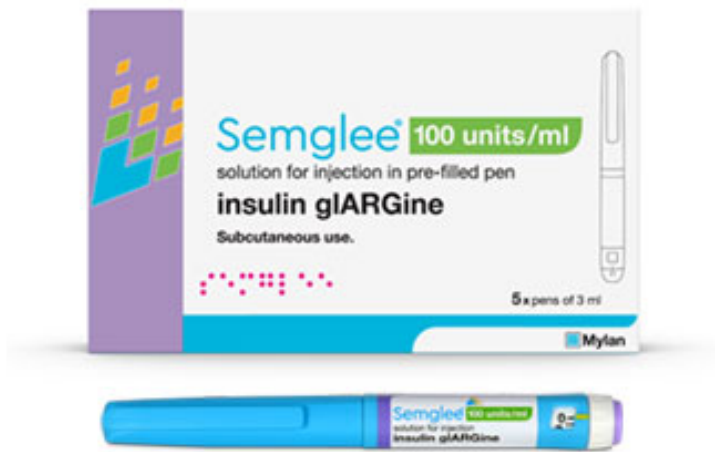 Semglee® 100 units/ml
solution for injection in pre-filled pen
insulin glARGine
Subcutaneous use.
5 x pens of 3 ml
Mylan
Semglee 100 units/ml
solution for injection
insulin glARGine
0